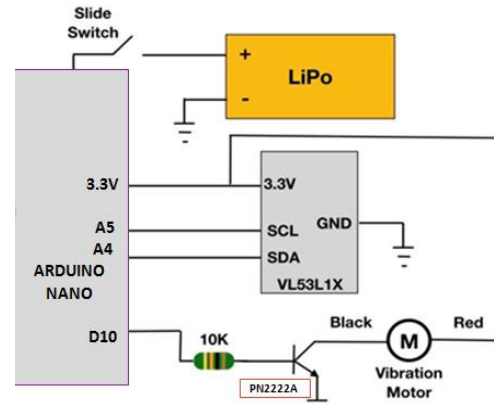 Slide
Switch
+
LiPo
-
3.3V
3.3V
A5
SCL
GND
A4
SDA
ARDUINO
NANO
VL53L1X
D10
10K
Black
Red
M
PN2222A
Vibration
Motor